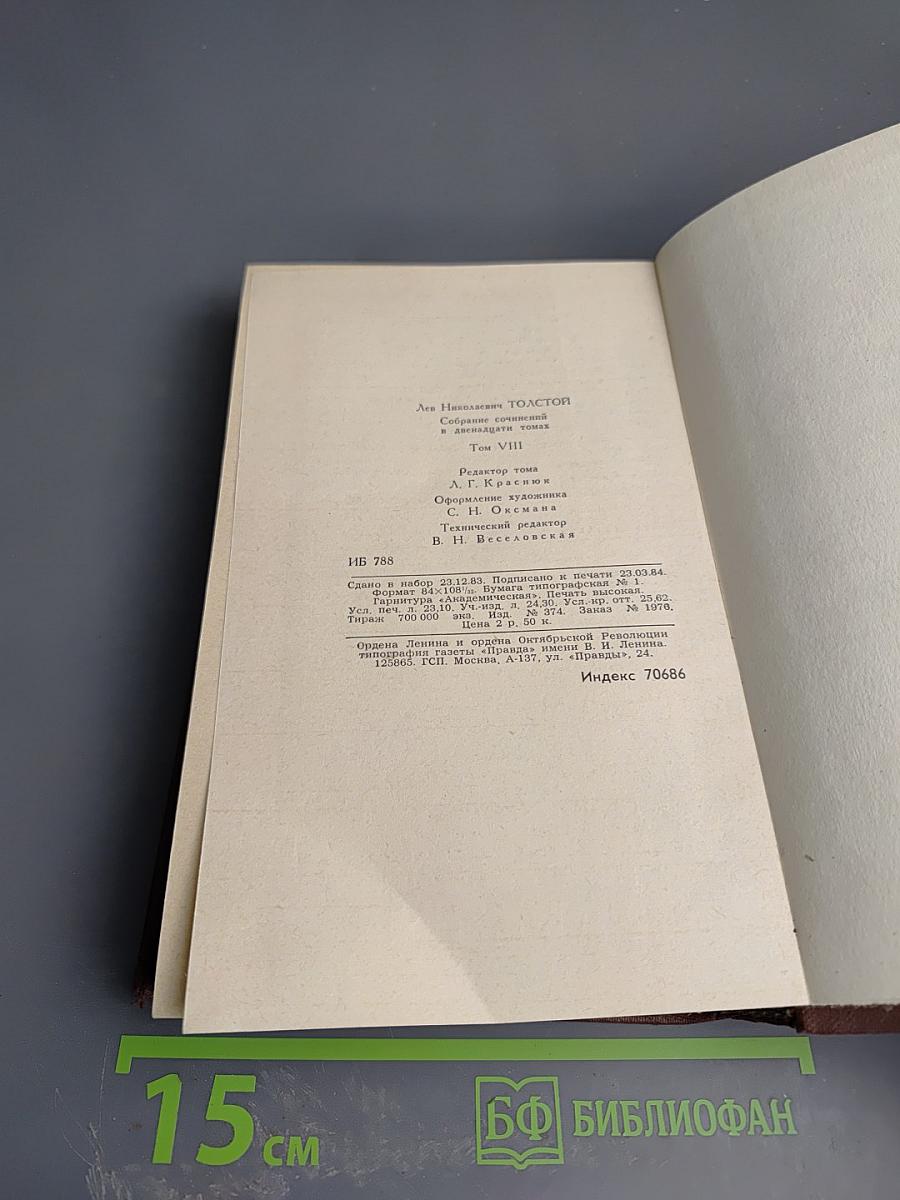 Лев Николаевич ТОЛСТОЙ
Собрание сочинений
в двенадцати томах
Том VIII
Редактор тома
Л. Г. Краснюк
Оформление художника
С. Н. Оксмана
Технический редактор
В. Н. Веселовская
ИБ 788
Сдано в набор 23.12.83. Подписано к печати 23.03.84.
Формат 84×108¹/₃₂. Бумага типографская № 1.
Гарнитура «Академическая». Печать высокая.
Усл. печ. л. 23,10. Уч.-изд. л. 24,30. Усл.-кр. отт. 25,62.
Тираж 700 000 экз. Изд. № 374. Заказ № 1976.
Цена 2 р. 50 к.
Ордена Ленина и ордена Октябрьской Революции
типография газеты «Правда» имени В. И. Ленина.
125865. ГСП. Москва, А-137, ул. «Правды», 24.
Индекс 70686
15 см
БФ БИБЛИОФАН